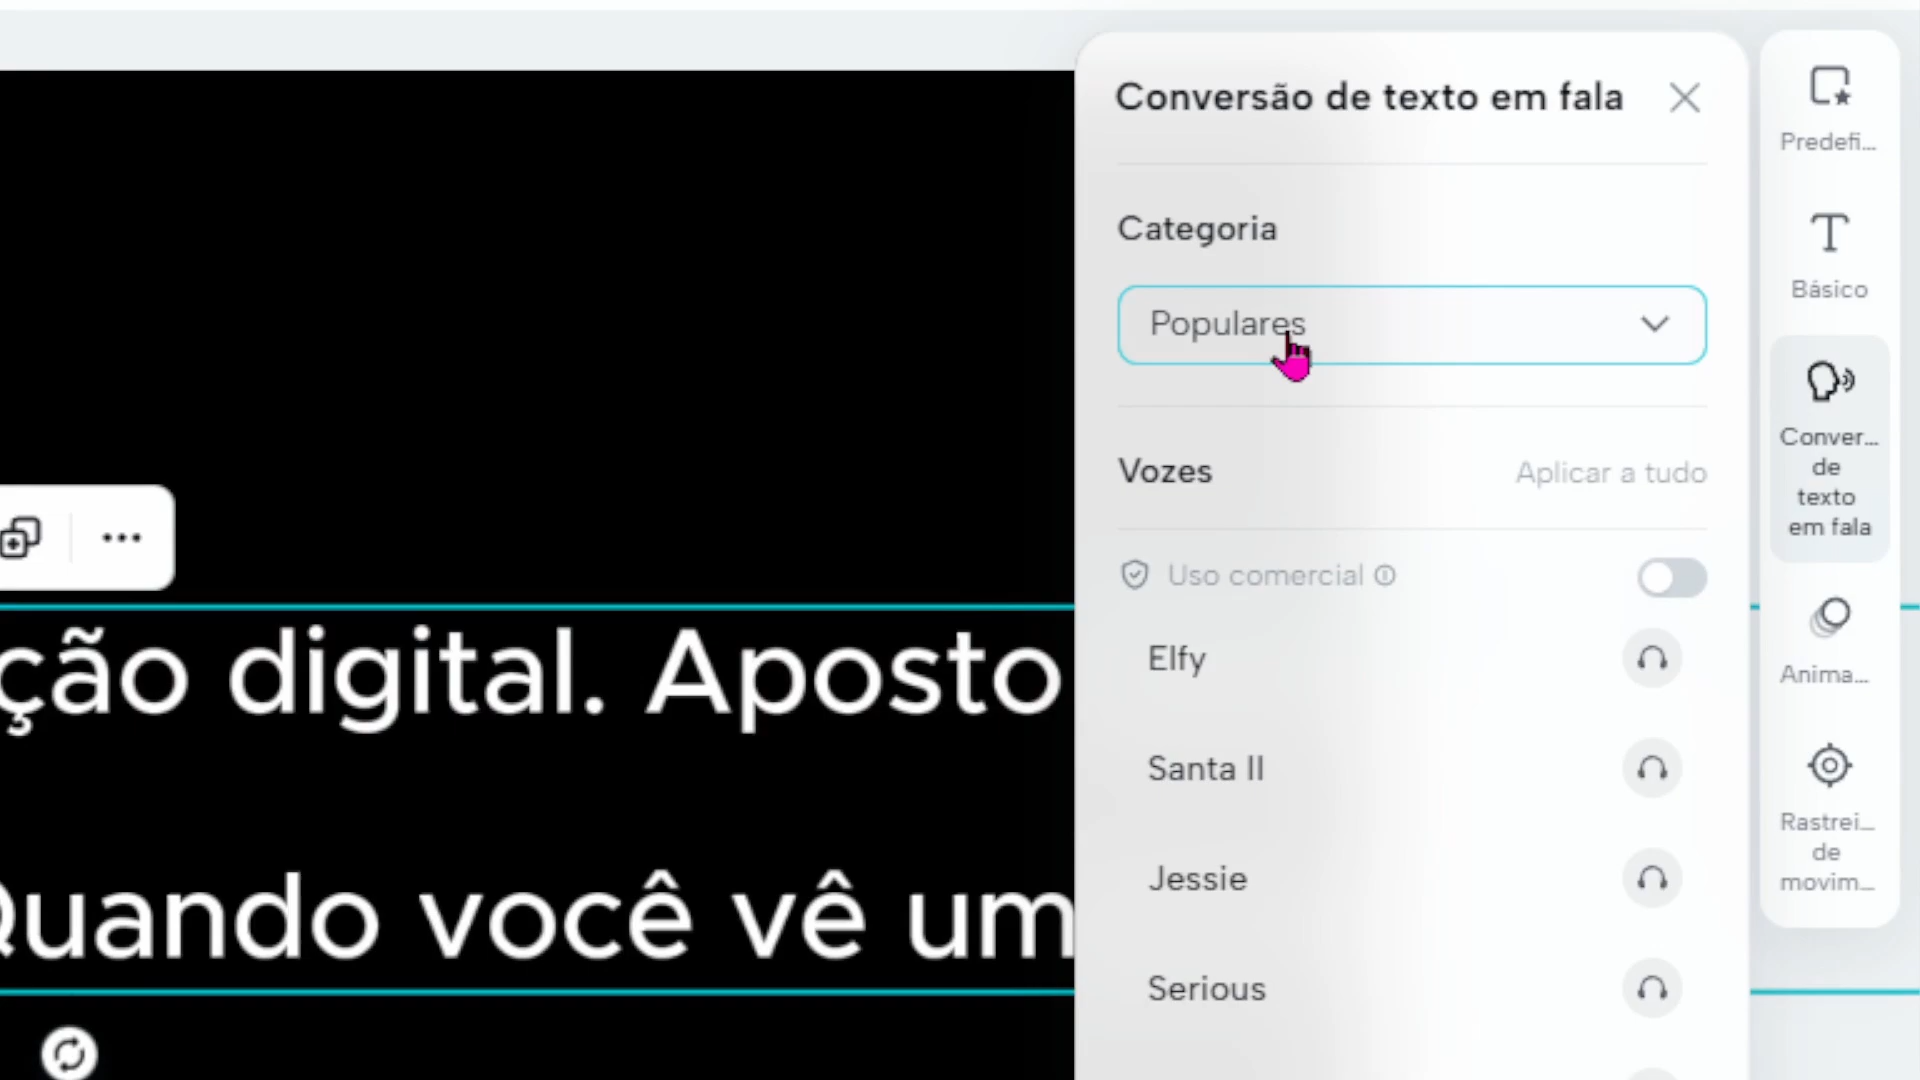 Conversão de texto em fala
Categoria
Populares
Vozes
Aplicar a tudo
Uso comercial
Elfy
Santa II
Jessie
Serious
Predefi...
Básico
Conver...
de
texto
em fala
Anima...
Rastrei...
de
movim...
ção digital. Aposto
Quando você vê um